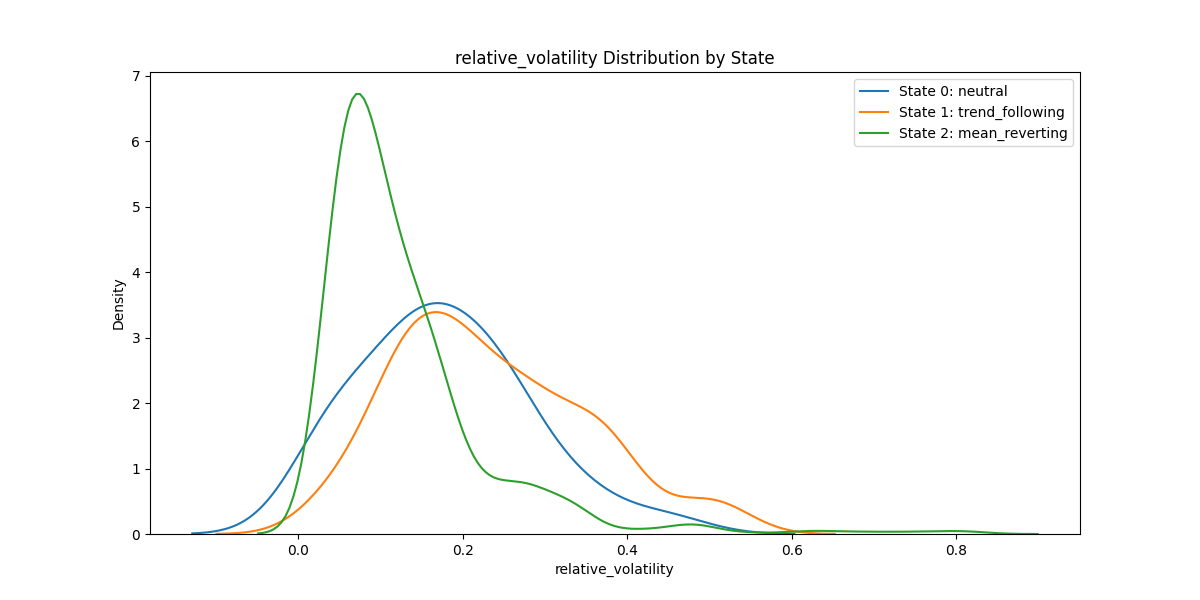 relative_volatility Distribution by State
7
6
5
4
3
2
1
0
Density
State 0: neutral
State 1: trend_following
State 2: mean_reverting
0.0 0.2 0.4 0.6 0.8
relative_volatility